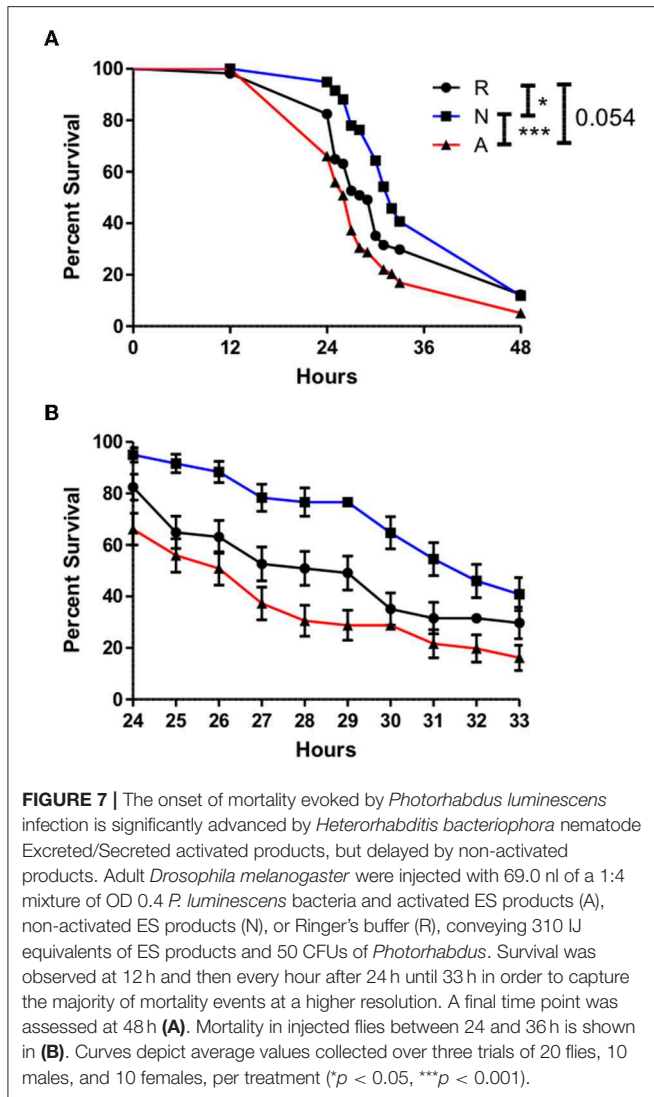 A
100
80
60
40
20
0
Percent Survival
0 12 24 36 48
Hours
R
N
A
*
***
0.054
B
100
80
60
40
20
0
Percent Survival
24 25 26 27 28 29 30 31 32 33
Hours
FIGURE 7 | The onset of mortality evoked by Photorhabdus luminescens
infection is significantly advanced by Heterorhabditis bacteriophora nematode
Excreted/Secreted activated products, but delayed by non-activated
products. Adult Drosophila melanogaster were injected with 69.0 nl of a 1:4
mixture of OD 0.4 P. luminescens bacteria and activated ES products (A),
non-activated ES products (N), or Ringer's buffer (R), conveying 310 IJ
equivalents of ES products and 50 CFUs of Photorhabdus. Survival was
observed at 12 h and then every hour after 24 h until 33 h in order to capture
the majority of mortality events at a higher resolution. A final time point was
assessed at 48 h (A). Mortality in injected flies between 24 and 36 h is shown
in (B). Curves depict average values collected over three trials of 20 flies, 10
males, and 10 females, per treatment (*p < 0.05, ***p < 0.001).